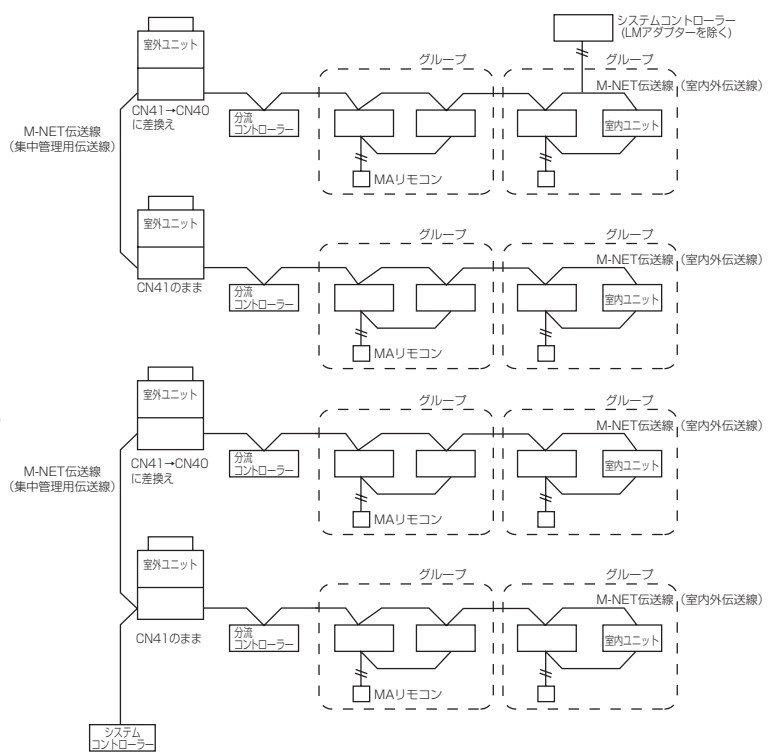 システムコントローラー
(LMアダプターを除く)
室外ユニット
グループ
グループ
M-NET伝送線（室内外伝送線）
CN41→CN40
に差換え
分流
コントローラー
室内ユニット
M-NET伝送線
（集中管理用伝送線）
MAリモコン
室外ユニット
グループ
グループ
M-NET伝送線（室内外伝送線）
CN41のまま
分流
コントローラー
室内ユニット
MAリモコン
室外ユニット
グループ
グループ
M-NET伝送線（室内外伝送線）
CN41→CN40
に差換え
分流
コントローラー
室内ユニット
M-NET伝送線
（集中管理用伝送線）
MAリモコン
室外ユニット
グループ
グループ
M-NET伝送線（室内外伝送線）
CN41のまま
分流
コントローラー
室内ユニット
MAリモコン
システム
コントローラー